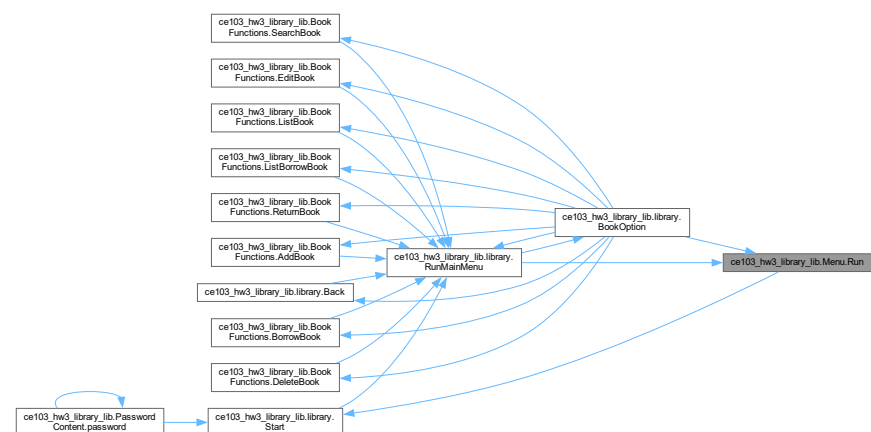 ce103_hw3_library_lib.Book
Functions.SearchBook
ce103_hw3_library_lib.Book
Functions.EditBook
ce103_hw3_library_lib.Book
Functions.ListBook
ce103_hw3_library_lib.Book
Functions.ListBorrowBook
ce103_hw3_library_lib.Book
Functions.ReturnBook
ce103_hw3_library_lib.library.
BookOption
ce103_hw3_library_lib.Book
Functions.AddBook
ce103_hw3_library_lib.library.
RunMainMenu
ce103_hw3_library_lib.Menu.Run
ce103_hw3_library_lib.library.Back
ce103_hw3_library_lib.Book
Functions.BorrowBook
ce103_hw3_library_lib.Book
Functions.DeleteBook
ce103_hw3_library_lib.Password
Content.password
ce103_hw3_library_lib.library.
Start